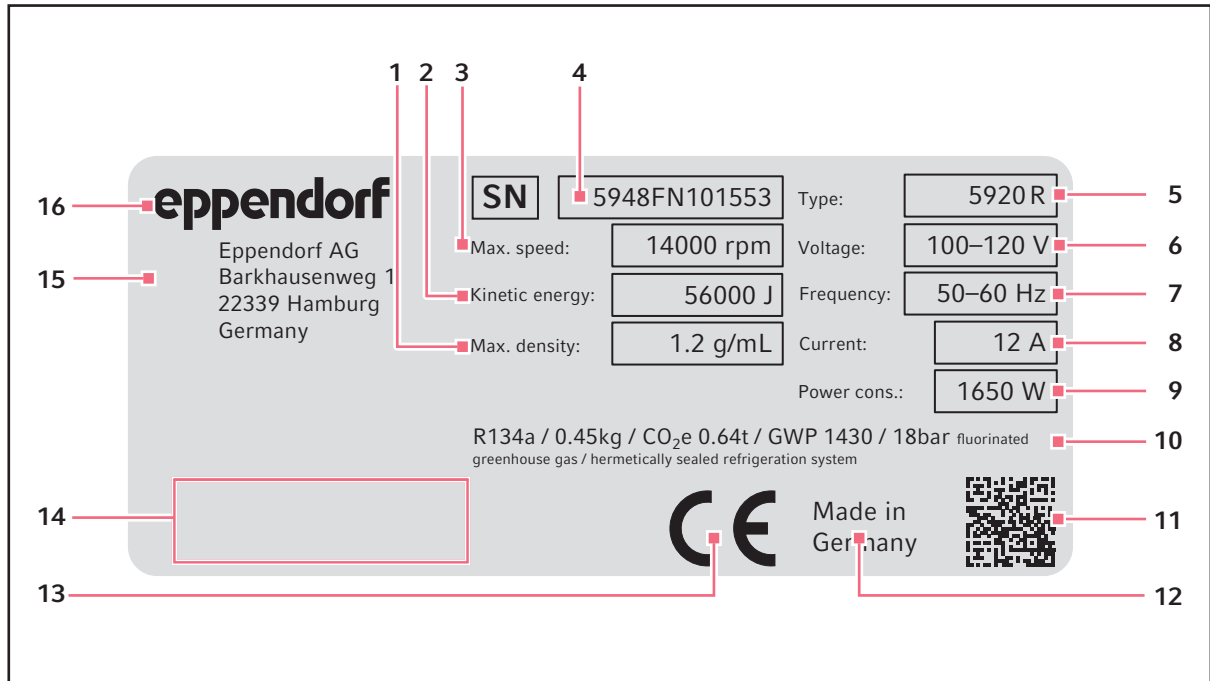 1 2 3 4
16 eppendorf SN 5948FN101553 Type: 5920 R 5
15 Eppendorf AG
Barkhausenweg 1
22339 Hamburg
Germany
Max. speed: 14000 rpm Voltage: 100–120 V 6
Kinetic energy: 56000 J Frequency: 50–60 Hz 7
Max. density: 1.2 g/mL Current: 12 A 8
Power cons.: 1650 W 9
R134a / 0.45kg / CO₂e 0.64t / GWP 1430 / 18bar fluorinated 10
greenhouse gas / hermetically sealed refrigeration system
14 CE Made in
Germany 11
13 12